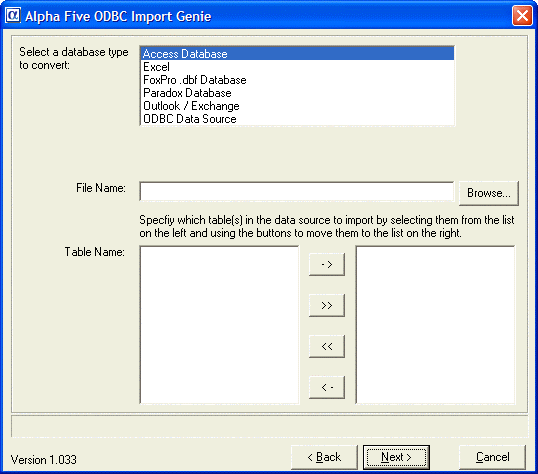 Alpha Five ODBC Import Genie
Select a database type
to convert:
Access Database
Excel
FoxPro .dbf Database
Paradox Database
Outlook / Exchange
ODBC Data Source
File Name:
Browse...
Specfiy which table(s) in the data source to import by selecting them from the list
on the left and using the buttons to move them to the list on the right.
Table Name:
->
>>
<<
<-
Version 1.033
< Back
Next >
Cancel